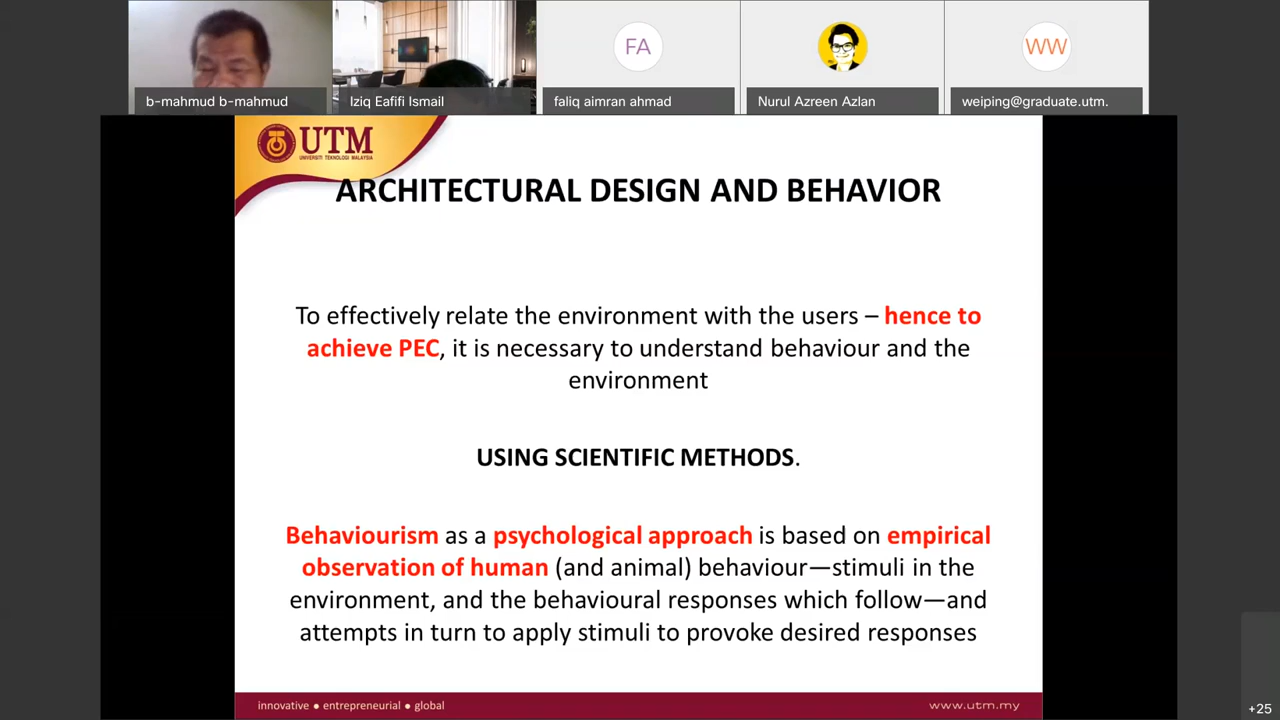 b-mahmud b-mahmud
Iziq Eafifi Ismail
FA
faliq aimran ahmad
Nurul Azreen Azlan
WW
weiping@graduate.utm.
UTM
UNIVERSITI TEKNOLOGI MALAYSIA
ARCHITECTURAL DESIGN AND BEHAVIOR
To effectively relate the environment with the users – hence to
achieve PEC, it is necessary to understand behaviour and the
environment
USING SCIENTIFIC METHODS.
Behaviourism as a psychological approach is based on empirical
observation of human (and animal) behaviour—stimuli in the
environment, and the behavioural responses which follow—and
attempts in turn to apply stimuli to provoke desired responses
innovative ● entrepreneurial ● global
www.utm.my
+25